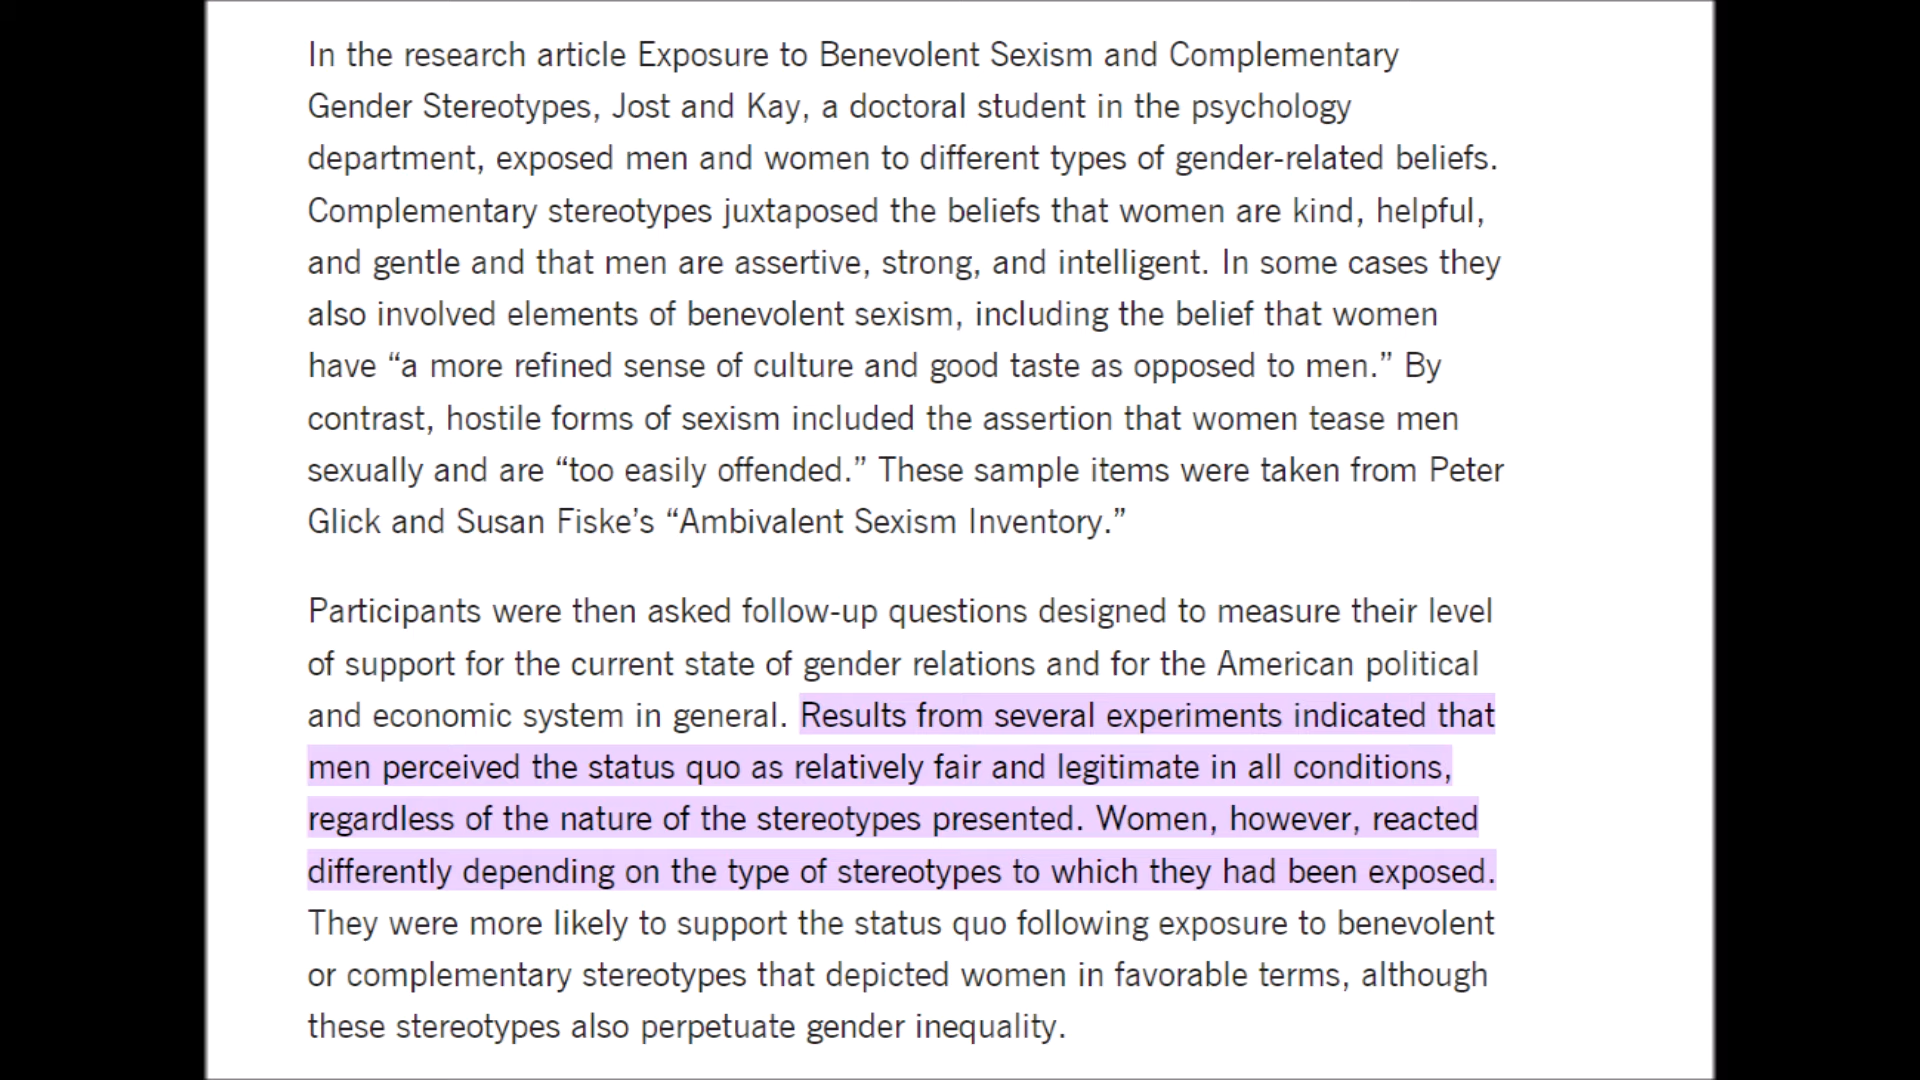 In the research article Exposure to Benevolent Sexism and Complementary
Gender Stereotypes, Jost and Kay, a doctoral student in the psychology
department, exposed men and women to different types of gender-related beliefs.
Complementary stereotypes juxtaposed the beliefs that women are kind, helpful,
and gentle and that men are assertive, strong, and intelligent. In some cases they
also involved elements of benevolent sexism, including the belief that women
have “a more refined sense of culture and good taste as opposed to men.” By
contrast, hostile forms of sexism included the assertion that women tease men
sexually and are “too easily offended.” These sample items were taken from Peter
Glick and Susan Fiske’s “Ambivalent Sexism Inventory.”
Participants were then asked follow-up questions designed to measure their level
of support for the current state of gender relations and for the American political
and economic system in general. Results from several experiments indicated that
men perceived the status quo as relatively fair and legitimate in all conditions,
regardless of the nature of the stereotypes presented. Women, however, reacted
differently depending on the type of stereotypes to which they had been exposed.
They were more likely to support the status quo following exposure to benevolent
or complementary stereotypes that depicted women in favorable terms, although
these stereotypes also perpetuate gender inequality.